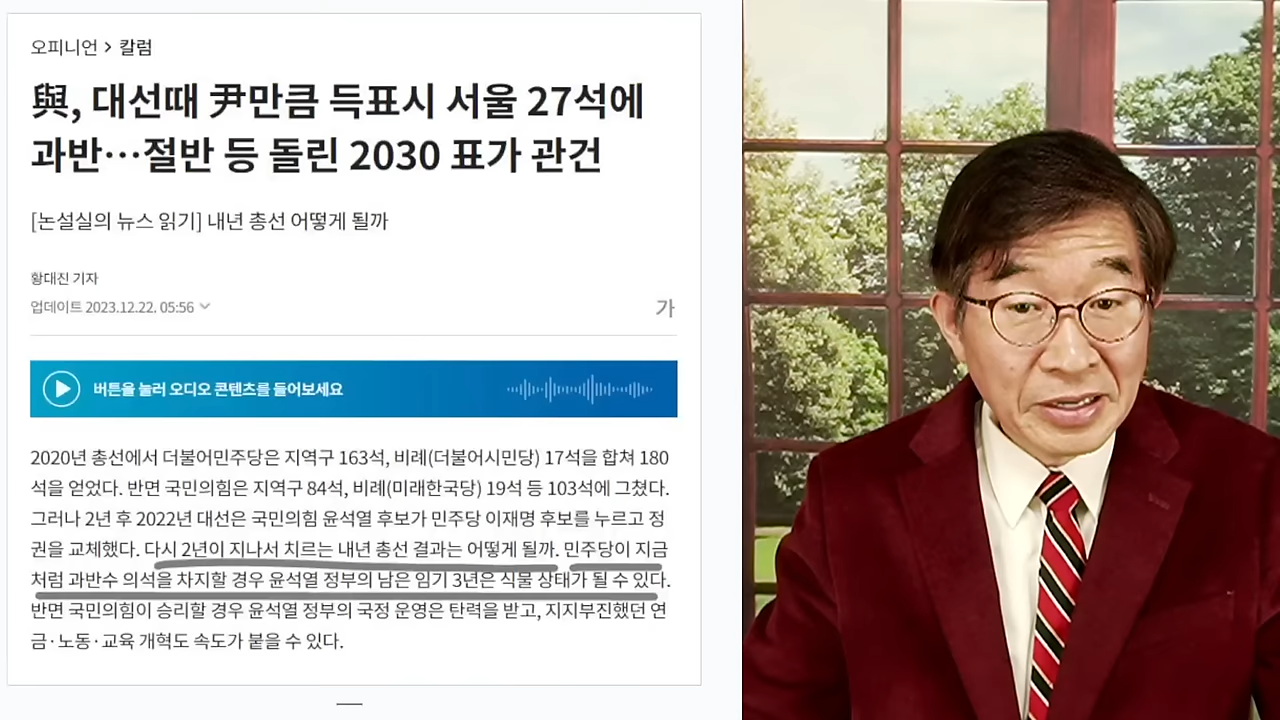 오피니언 > 칼럼
與, 대선때 尹만큼 득표시 서울 27석에
과반…절반 등 돌린 2030 표가 관건
[논설실의 뉴스 읽기] 내년 총선 어떻게 될까
황대진 기자
업데이트 2023.12.22. 05:56
가
버튼을 눌러 오디오 콘텐츠를 들어보세요
2020년 총선에서 더불어민주당은 지역구 163석, 비례(더불어시민당) 17석을 합쳐 180
석을 얻었다. 반면 국민의힘은 지역구 84석, 비례(미래한국당) 19석 등 103석에 그쳤다.
그러나 2년 후 2022년 대선은 국민의힘 윤석열 후보가 민주당 이재명 후보를 누르고 정
권을 교체했다. 다시 2년이 지나서 치르는 내년 총선 결과는 어떻게 될까. 민주당이 지금
처럼 과반수 의석을 차지할 경우 윤석열 정부의 남은 임기 3년은 식물 상태가 될 수 있다.
반면 국민의힘이 승리할 경우 윤석열 정부의 국정 운영은 탄력을 받고, 지지부진했던 연
금·노동·교육 개혁도 속도가 붙을 수 있다.